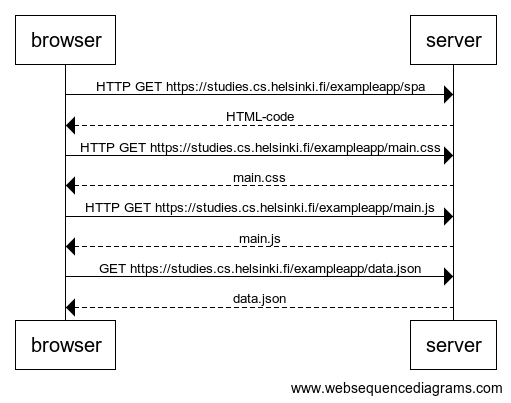 browser server
HTTP GET https://studies.cs.helsinki.fi/exampleapp/spa
HTML-code
HTTP GET https://studies.cs.helsinki.fi/exampleapp/main.css
main.css
HTTP GET https://studies.cs.helsinki.fi/exampleapp/main.js
main.js
GET https://studies.cs.helsinki.fi/exampleapp/data.json
data.json
browser server
www.websequencediagrams.com